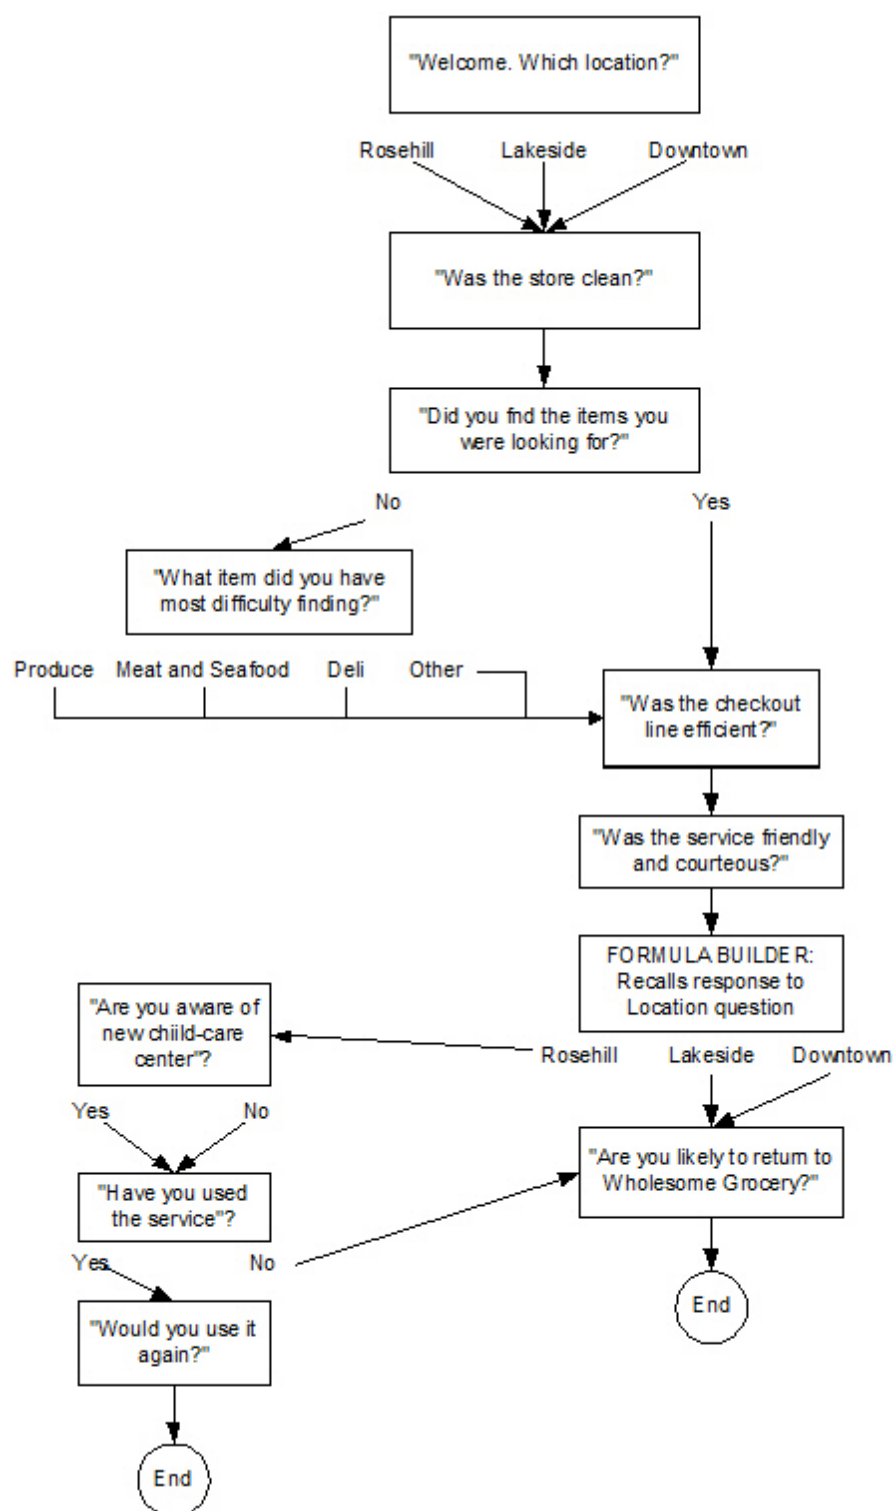 "Welcome. Which location?"
Rosehill Lakeside Downtown
"Was the store clean?"
"Did you fnd the items you
were looking for?"
No Yes
"What item did you have
most difficulty finding?"
Produce Meat and Seafood Deli Other
"Was the checkout
line efficient?"
"Was the service friendly
and courteous?"
FORMULA BUILDER:
Recalls response to
Location question
"Are you aware of
new child-care
center"?
Rosehill Lakeside Downtown
Yes No
"Are you likely to return to
Wholesome Grocery?"
"Have you used
the service"?
Yes No
End
"Would you use it
again?"
End